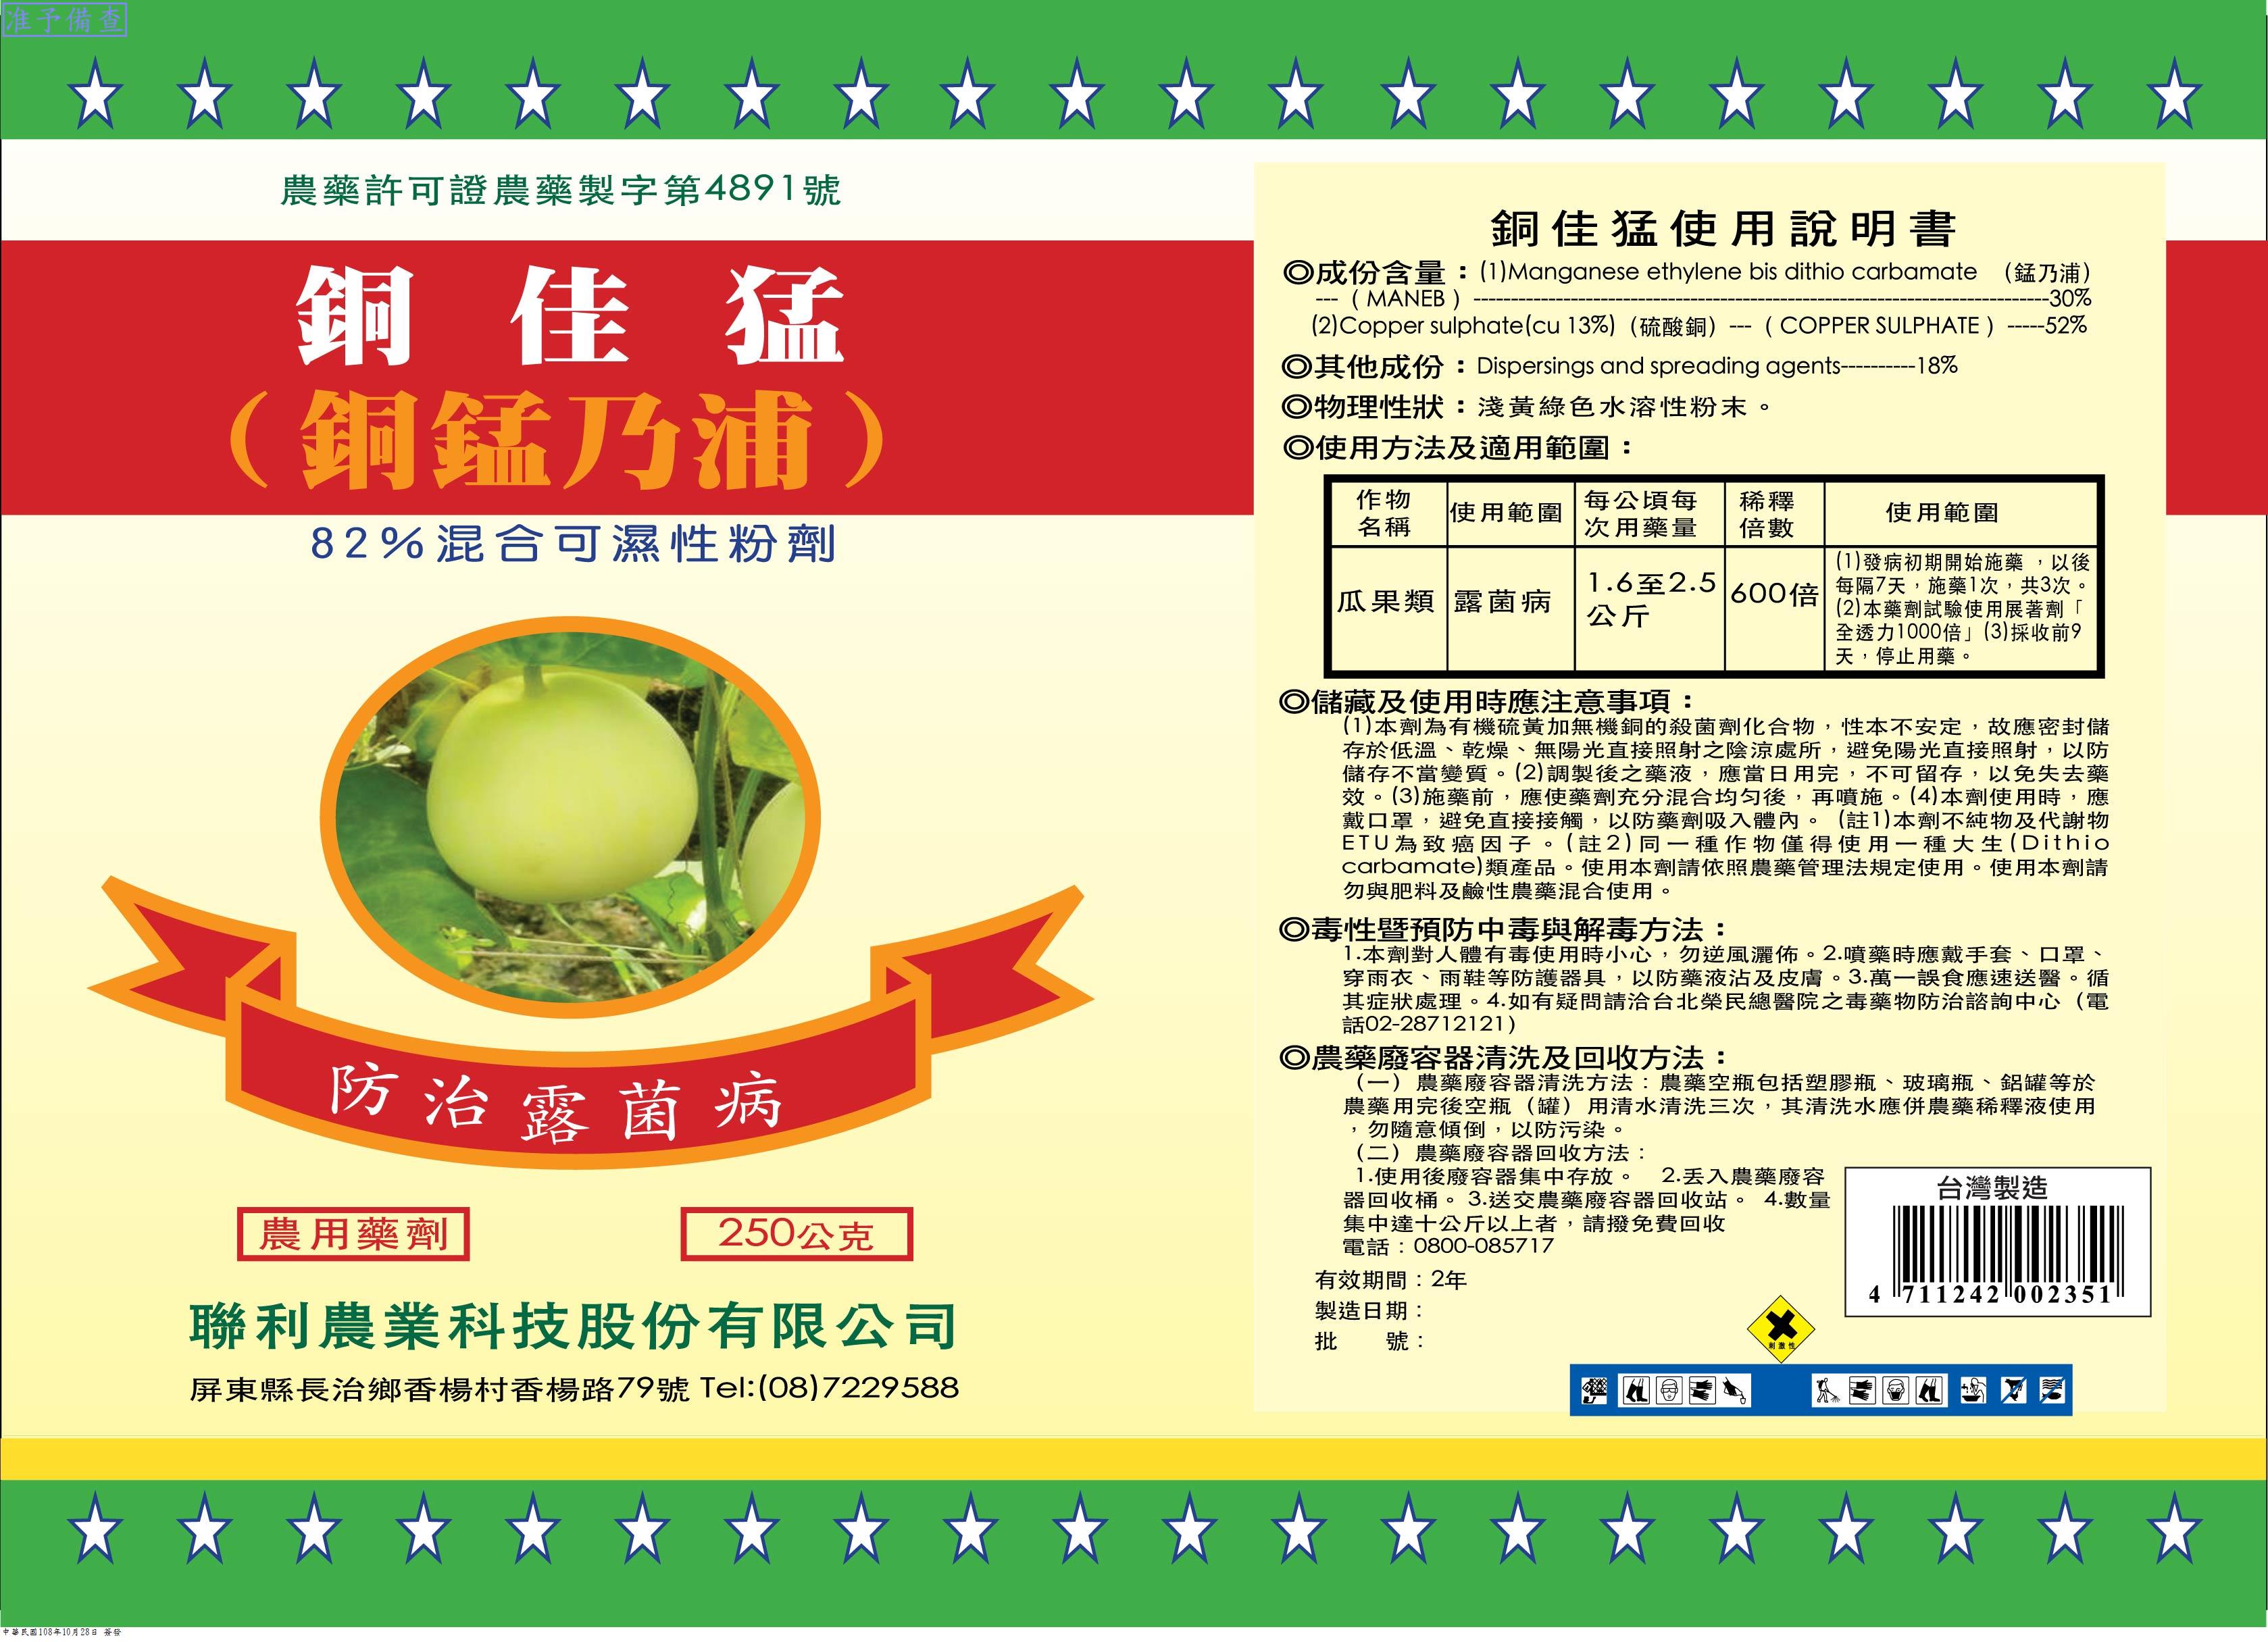 准予備查
農藥許可證農藥製字第4891號
銅佳猛
（銅錳乃浦）
82%混合可濕性粉劑
防治露菌病
農用藥劑
250公克
聯利農業科技股份有限公司
屏東縣長治鄉香楊村香楊路79號 Tel:(08)7229588
銅佳猛使用說明書
◎成份含量：(1)Manganese ethylene bis dithio carbamate （錳乃浦）
---（ MANEB ）-----------------------------------------------------------------------------30%
(2)Copper sulphate(cu 13%)（硫酸銅）---（ COPPER SULPHATE ）-----52%
◎其他成份：Dispersings and spreading agents----------18%
◎物理性狀：淺黃綠色水溶性粉末。
◎使用方法及適用範圍：
作物
名稱
使用範圍
每公頃每
次用藥量
稀釋
倍數
使用範圍
瓜果類
露菌病
1.6至2.5
公斤
600倍
(1)發病初期開始施藥，以後
每隔7天，施藥1次，共3次。
(2)本藥劑試驗使用展著劑「
全透力1000倍」(3)採收前9
天，停止用藥。
◎儲藏及使用時應注意事項：
(1)本劑為有機硫黃加無機銅的殺菌劑化合物，性本不安定，故應密封儲
存於低溫、乾燥、無陽光直接照射之陰涼處所，避免陽光直接照射，以防
儲存不當變質。(2)調製後之藥液，應當日用完，不可留存，以免失去藥
效。(3)施藥前，應使藥劑充分混合均勻後，再噴施。(4)本劑使用時，應
戴口罩，避免直接接觸，以防藥劑吸入體內。 (註1)本劑不純物及代謝物
ETU為致癌因子。(註2)同一種作物僅得使用一種大生(Dithio
carbamate)類產品。使用本劑請依照農藥管理法規定使用。使用本劑請
勿與肥料及鹼性農藥混合使用。
◎毒性暨預防中毒與解毒方法：
1.本劑對人體有毒使用時小心，勿逆風灑佈。2.噴藥時應戴手套、口罩、
穿雨衣、雨鞋等防護器具，以防藥液沾及皮膚。3.萬一誤食應速送醫。循
其症狀處理。4.如有疑問請洽台北榮民總醫院之毒藥物防治諮詢中心（電
話02-28712121）
◎農藥廢容器清洗及回收方法：
（一）農藥廢容器清洗方法：農藥空瓶包括塑膠瓶、玻璃瓶、鋁罐等於
農藥用完後空瓶（罐）用清水清洗三次，其清洗水應併農藥稀釋液使用
，勿隨意傾倒，以防污染。
（二）農藥廢容器回收方法：
1.使用後廢容器集中存放。 2.丟入農藥廢容
器回收桶。3.送交農藥廢容器回收站。 4.數量
集中達十公斤以上者，請撥免費回收
電話：0800-085717
有效期間：2年
製造日期：
批　　號：
台灣製造
4 711242 002351
刺激性
中華民國108年10月28日 簽發